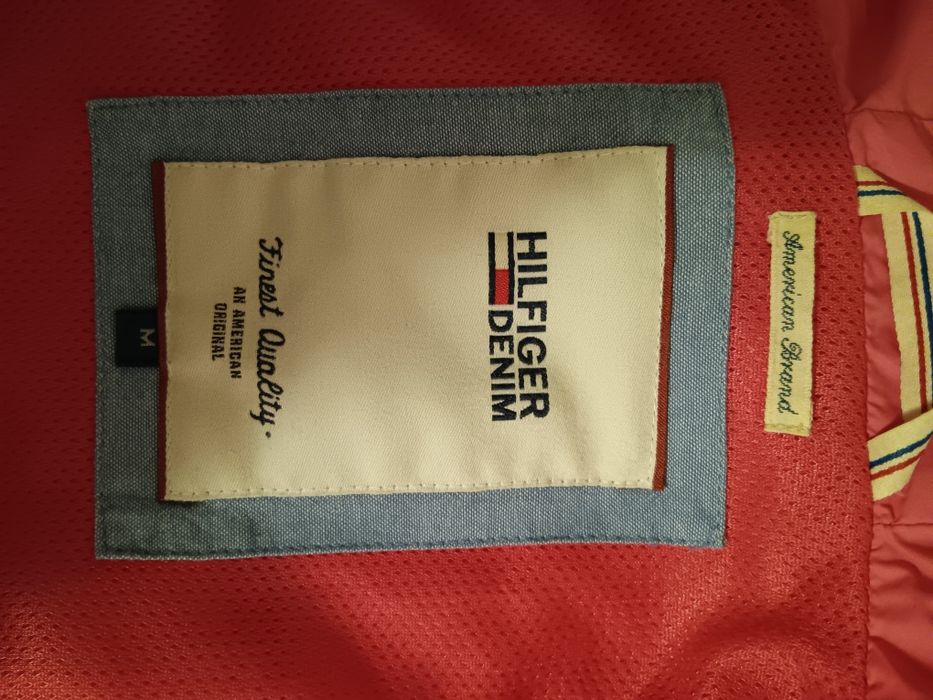 American Brand
HILFIGER
DENIM
Finest Quality.
AN AMERICAN
ORIGINAL
M